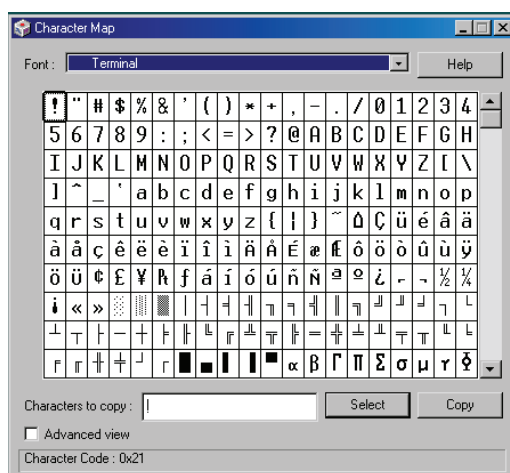 Character Map
Font : Terminal Help
! " # $ % & ' ( ) * + , - . / 0 1 2 3 4
5 6 7 8 9 : ; < = > ? @ A B C D E F G H
I J K L M N O P Q R S T U V W X Y Z [ \
] ^ _ ` a b c d e f g h i j k l m n o p
q r s t u v w x y z { ¦ } ~ ⌂ Ç ü é â ä
à å ç ê ë è ï î ì Ä Å É æ Æ ô ö ò û ù ÿ
Ö Ü ¢ £ ¥ ₧ ƒ á í ó ú ñ Ñ ª º ¿ ⌐ ¬ ½ ¼
¡ « » ░ ▒ ▓ │ ┤ ╡ ╢ ╖ ╕ ╣ ║ ╗ ╝ ╜ ╛ ┐ └
┴ ┬ ├ ─ ┼ ╞ ╟ ╚ ╔ ╩ ╦ ╠ ═ ╬ ╧ ╨ ╤ ╥ ╙ ╘
╒ ╓ ╫ ╪ ┘ ┌ █ ▄ ▌ ▐ ▀ α β Γ Π Σ σ µ γ Φ
Characters to copy : Select Copy
Advanced view
Character Code : 0x21